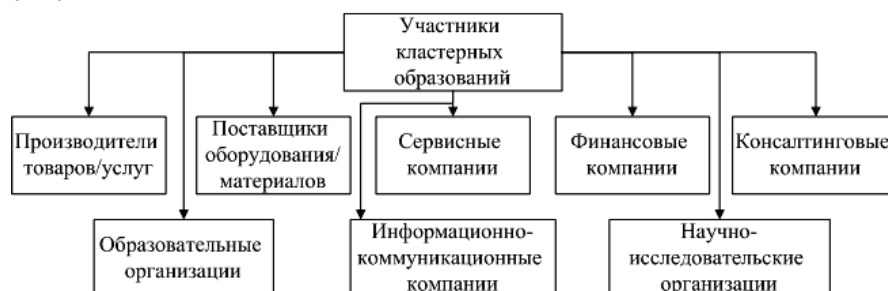 Участники
кластерных
образований
Производители
товаров/услуг
Поставщики
оборудования/
материалов
Сервисные
компании
Финансовые
компании
Консалтинговые
компании
Образовательные
организации
Информационно-
коммуникационные
компании
Научно-
исследовательские
организации